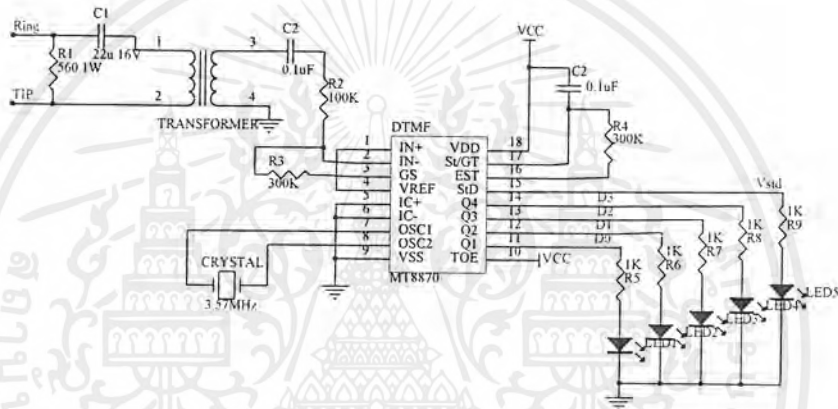 Ring
C1
22u 16V
R1
560 1W
TIP
1
2
3
4
TRANSFORMER
C2
0.1uF
R2
100K
R3
300K
DTMF
1
2
3
4
5
6
7
8
9
IN+
IN-
GS
VREF
IC+
IC-
OSC1
OSC2
VSS
VDD
St/GT
EST
StD
Q4
Q3
Q2
Q1
TOE
18
17
16
15
14
13
12
11
10
MT8870
CRYSTAL
3.57MHz
VCC
C2
0.1uF
R4
300K
Vstd
D3
D2
D1
D0
VCC
1K
R5
1K
R6
1K
R7
1K
R8
1K
R9
LED1
LED2
LED3
LED4
LED5